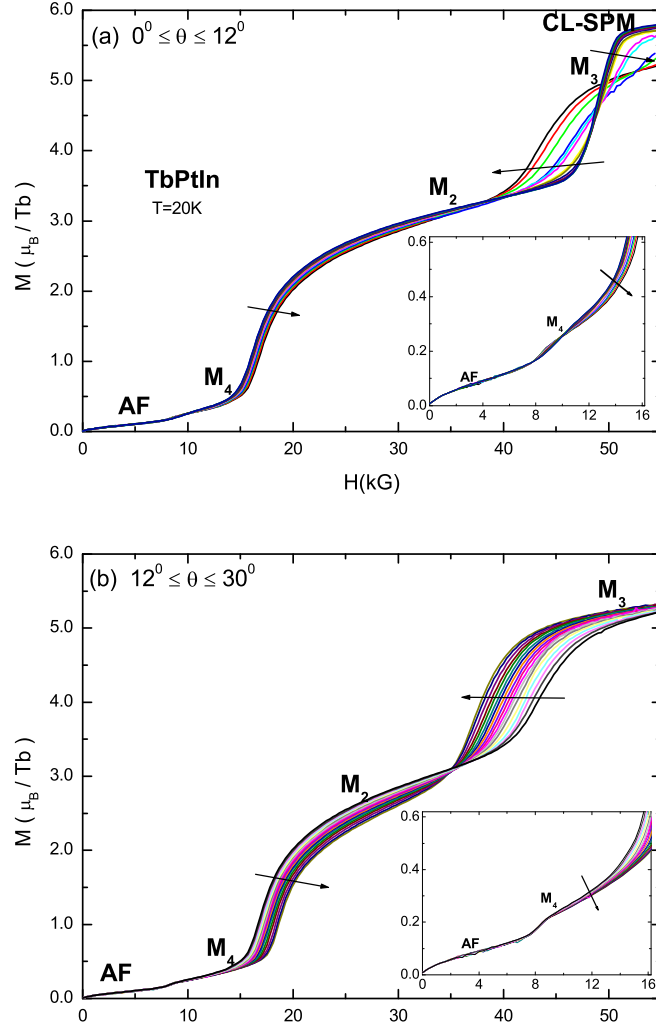 (a) 0⁰ ≤ θ ≤ 12⁰
CL-SPM
M₃
TbPtIn
T=20K
M₂
M₄
AF
M ( μ_B / Tb )
6.0
5.0
4.0
3.0
2.0
1.0
0.0
0 10 20 30 40 50
H(kG)
0.6
0.4
0.2
0.0
0 4 8 12 16
M₄
AF
(b) 12⁰ ≤ θ ≤ 30⁰
M₃
M₂
M₄
AF
M ( μ_B / Tb )
6.0
5.0
4.0
3.0
2.0
1.0
0.0
0 10 20 30 40 50
0.6
0.4
0.2
0.0
0 4 8 12 16
M₄
AF